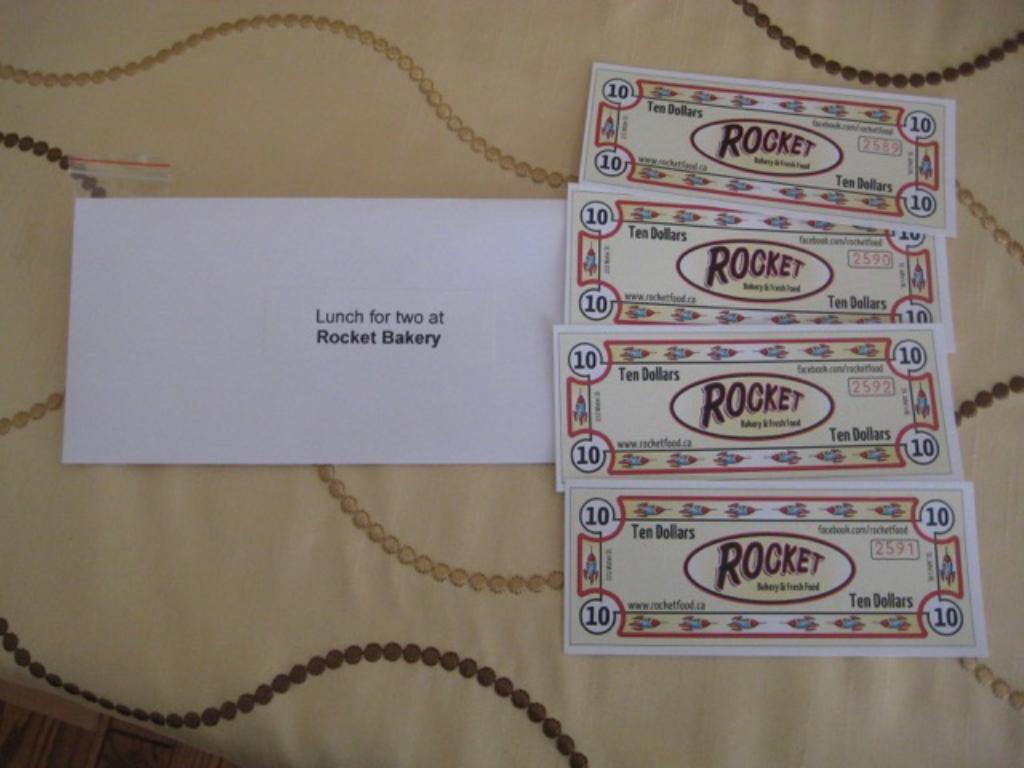 Lunch for two at
Rocket Bakery
10 10
Ten Dollars facebook.com/rocketfood
ROCKET 2589
Bakery & Fresh Food
www.rocketfood.ca Ten Dollars
10 10
10 10
Ten Dollars facebook.com/rocketfood
ROCKET 2590
Bakery & Fresh Food
www.rocketfood.ca Ten Dollars
10 10
10 10
Ten Dollars facebook.com/rocketfood
ROCKET 2592
Bakery & Fresh Food
www.rocketfood.ca Ten Dollars
10 10
10 10
Ten Dollars facebook.com/rocketfood
ROCKET 2591
Bakery & Fresh Food
www.rocketfood.ca Ten Dollars
10 10